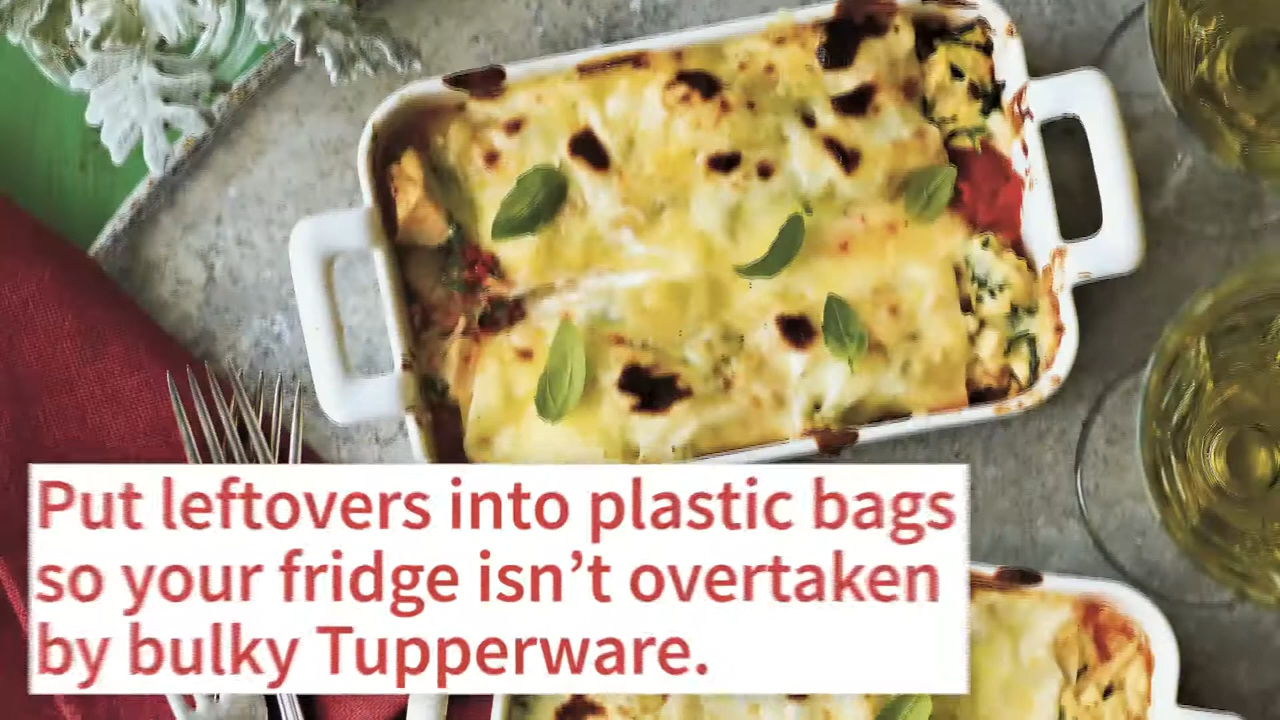 Put leftovers into plastic bags
so your fridge isn’t overtaken
by bulky Tupperware.